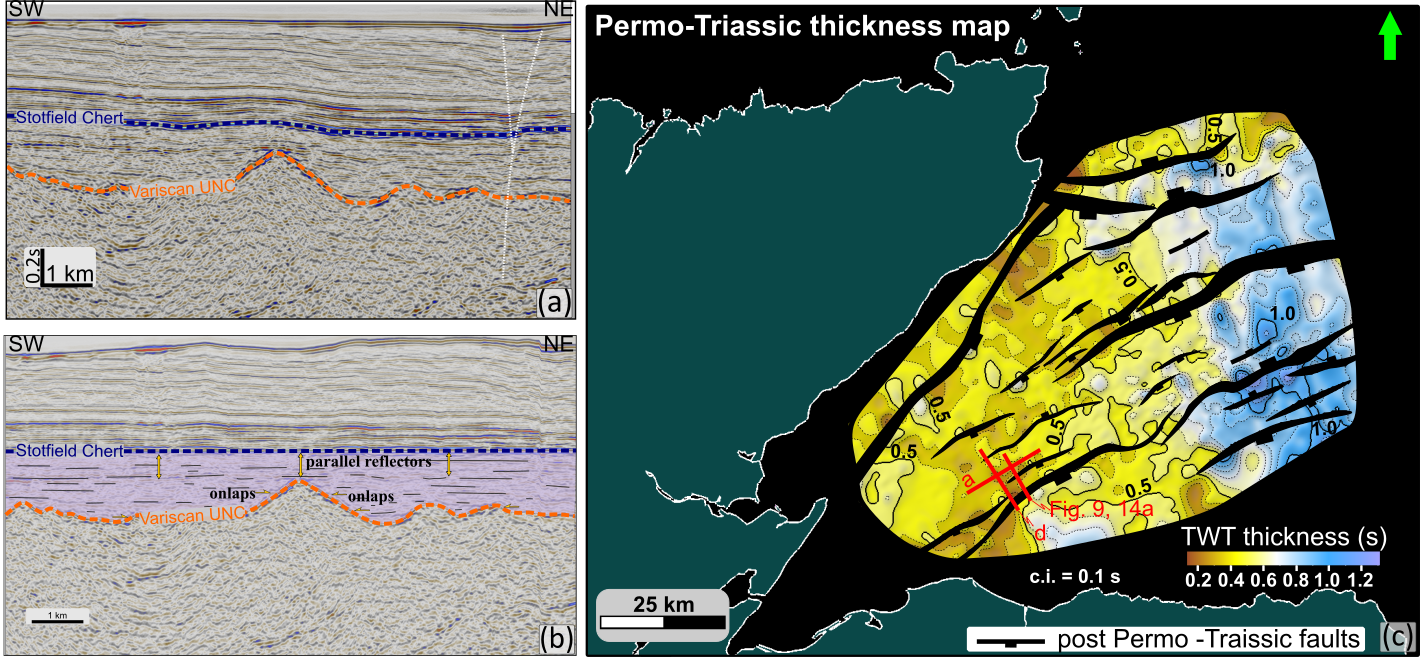 SW NE
Stotfield Chert
Variscan UNC
0.2s
1 km
(a)
SW NE
Stotfield Chert
parallel reflectors
onlaps
onlaps
Variscan UNC
1 km
(b)
Permo-Triassic thickness map
0.5
1.0
0.5
1.0
0.5
0.5
0.5
1.0
0.5
a
Fig. 9, 14a
d
TWT thickness (s)
0.2 0.4 0.6 0.8 1.0 1.2
c.i. = 0.1 s
25 km
post Permo -Traissic faults
(c)